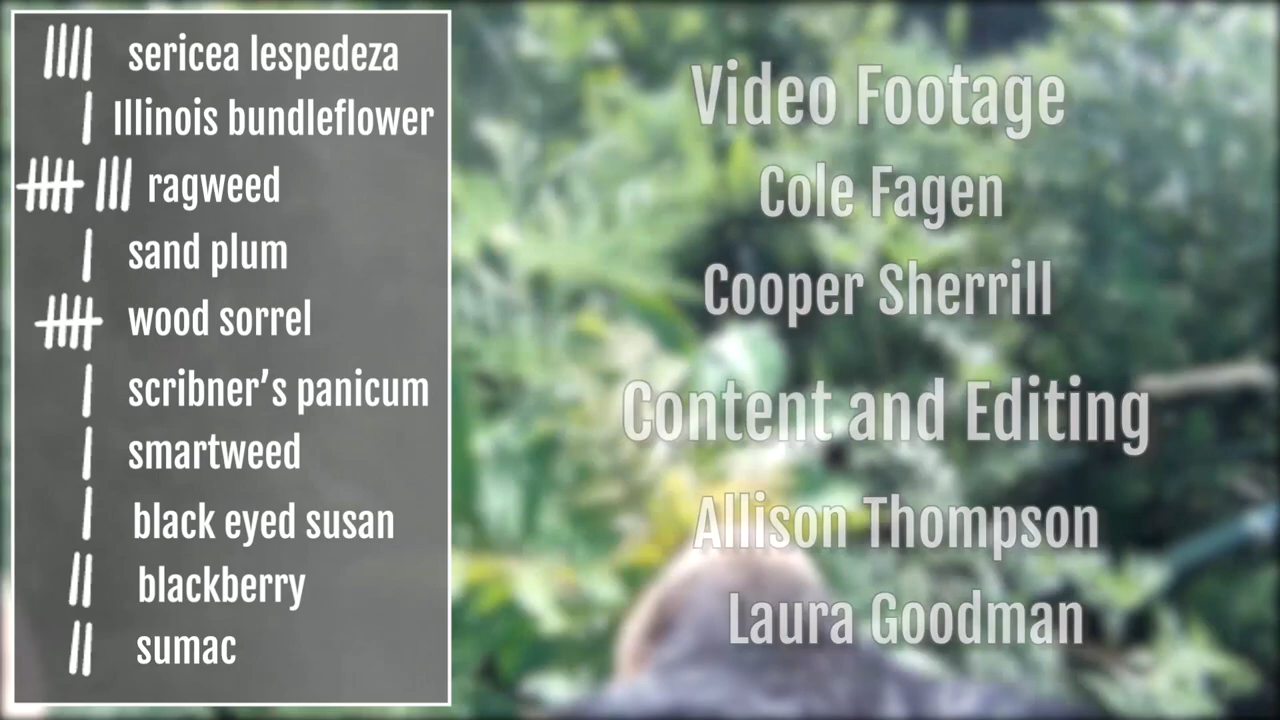 sericea lespedeza
Illinois bundleflower
ragweed
sand plum
wood sorrel
scribner’s panicum
smartweed
black eyed susan
blackberry
sumac
Video Footage
Cole Fagen
Cooper Sherrill
Content and Editing
Allison Thompson
Laura Goodman